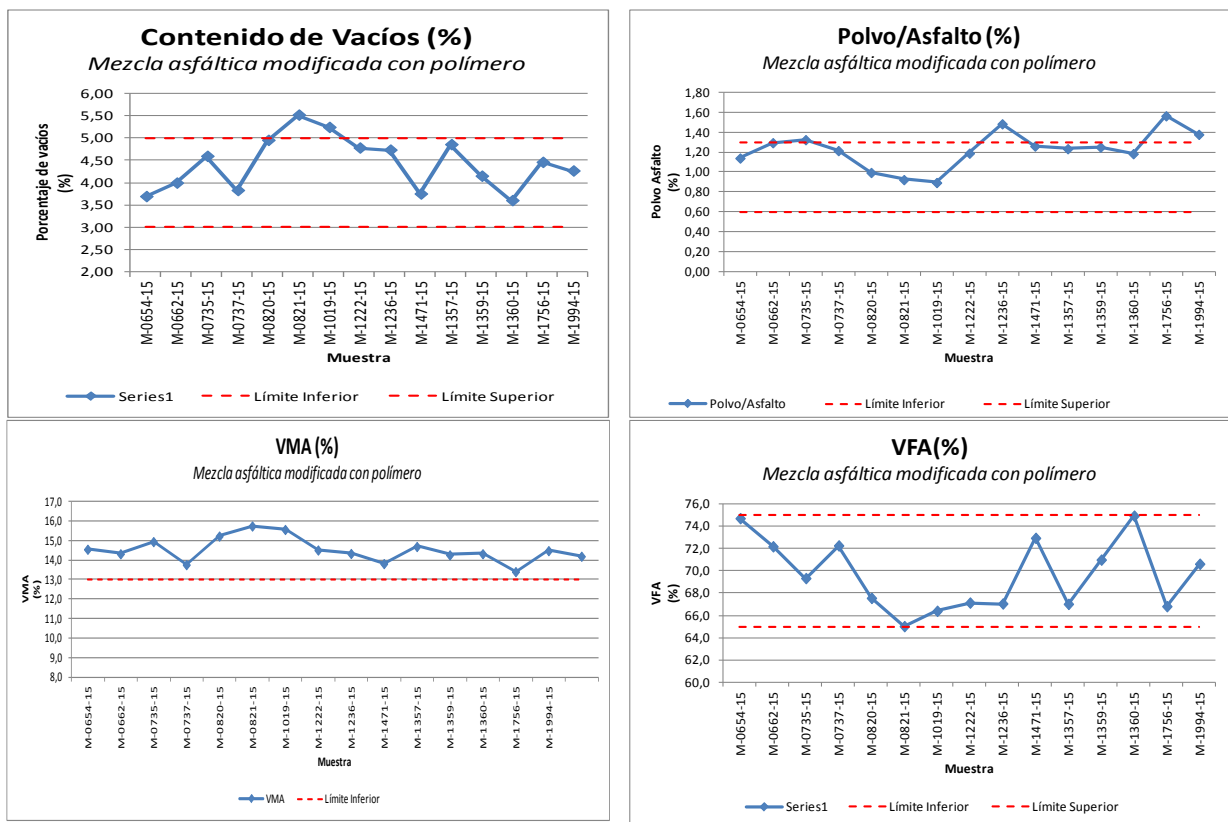 Contenido de Vacíos (%)
Mezcla asfáltica modificada con polímero
Porcentaje de vacíos
(%)
6,00
5,50
5,00
4,50
4,00
3,50
3,00
2,50
2,00
M-0654-15
M-0662-15
M-0735-15
M-0737-15
M-0820-15
M-0821-15
M-1019-15
M-1222-15
M-1236-15
M-1471-15
M-1357-15
M-1359-15
M-1360-15
M-1756-15
M-1994-15
Muestra
Series1 Límite Inferior Límite Superior
Polvo/Asfalto (%)
Mezcla asfáltica modificada con polímero
Polvo Asfalto
(%)
1,80
1,60
1,40
1,20
1,00
0,80
0,60
0,40
0,20
0,00
M-0654-15
M-0662-15
M-0735-15
M-0737-15
M-0820-15
M-0821-15
M-1019-15
M-1222-15
M-1236-15
M-1471-15
M-1357-15
M-1359-15
M-1360-15
M-1756-15
M-1994-15
Muestra
Polvo/Asfalto Límite Inferior Límite Superior
VMA (%)
Mezcla asfáltica modificada con polímero
VMA
(%)
17,0
16,0
15,0
14,0
13,0
12,0
11,0
10,0
9,0
8,0
M-0654-15
M-0662-15
M-0735-15
M-0737-15
M-0820-15
M-0821-15
M-1019-15
M-1222-15
M-1236-15
M-1471-15
M-1357-15
M-1359-15
M-1360-15
M-1756-15
M-1994-15
Muestra
VMA Límite Inferior
VFA(%)
Mezcla asfáltica modificada con polímero
VFA
(%)
76,0
74,0
72,0
70,0
68,0
66,0
64,0
62,0
60,0
M-0654-15
M-0662-15
M-0735-15
M-0737-15
M-0820-15
M-0821-15
M-1019-15
M-1222-15
M-1236-15
M-1471-15
M-1357-15
M-1359-15
M-1360-15
M-1756-15
M-1994-15
Muestra
Series1 Límite Inferior Límite Superior